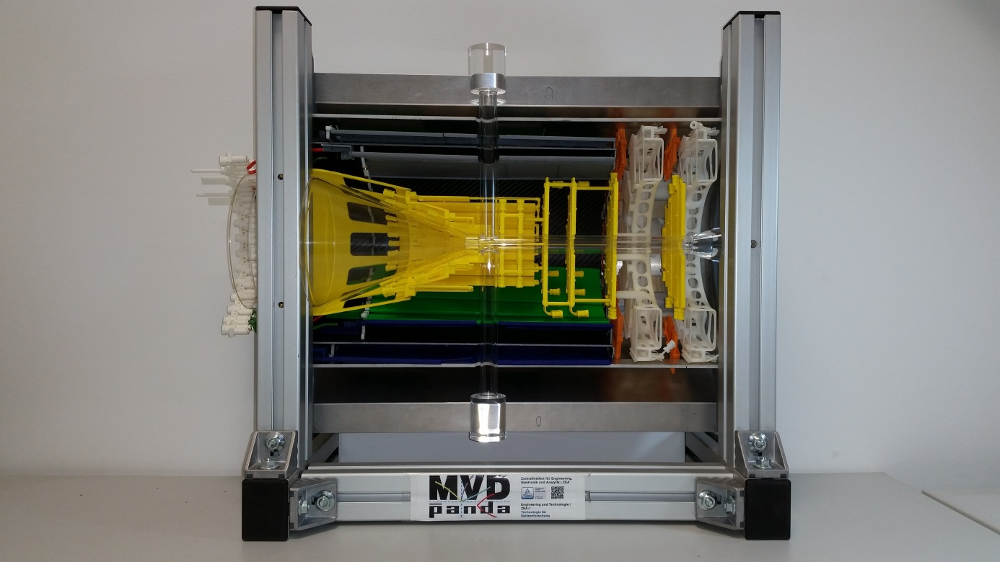 MVD
panda
Zentralinstitut für Engineering,
Elektronik und Analytik | ZEA
Engineering und Technologie |
ZEA-1
Technologie für
Spitzenforschung